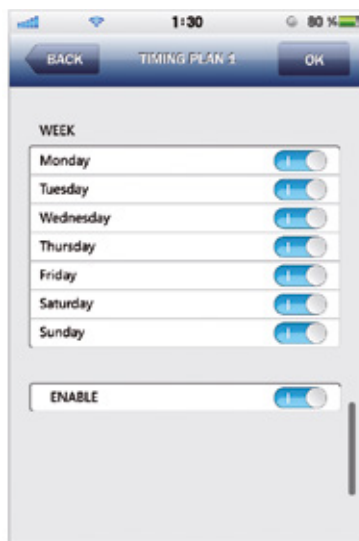 1:30 80 %
BACK TIMING PLAN 1 OK
WEEK
Monday
Tuesday
Wednesday
Thursday
Friday
Saturday
Sunday
ENABLE